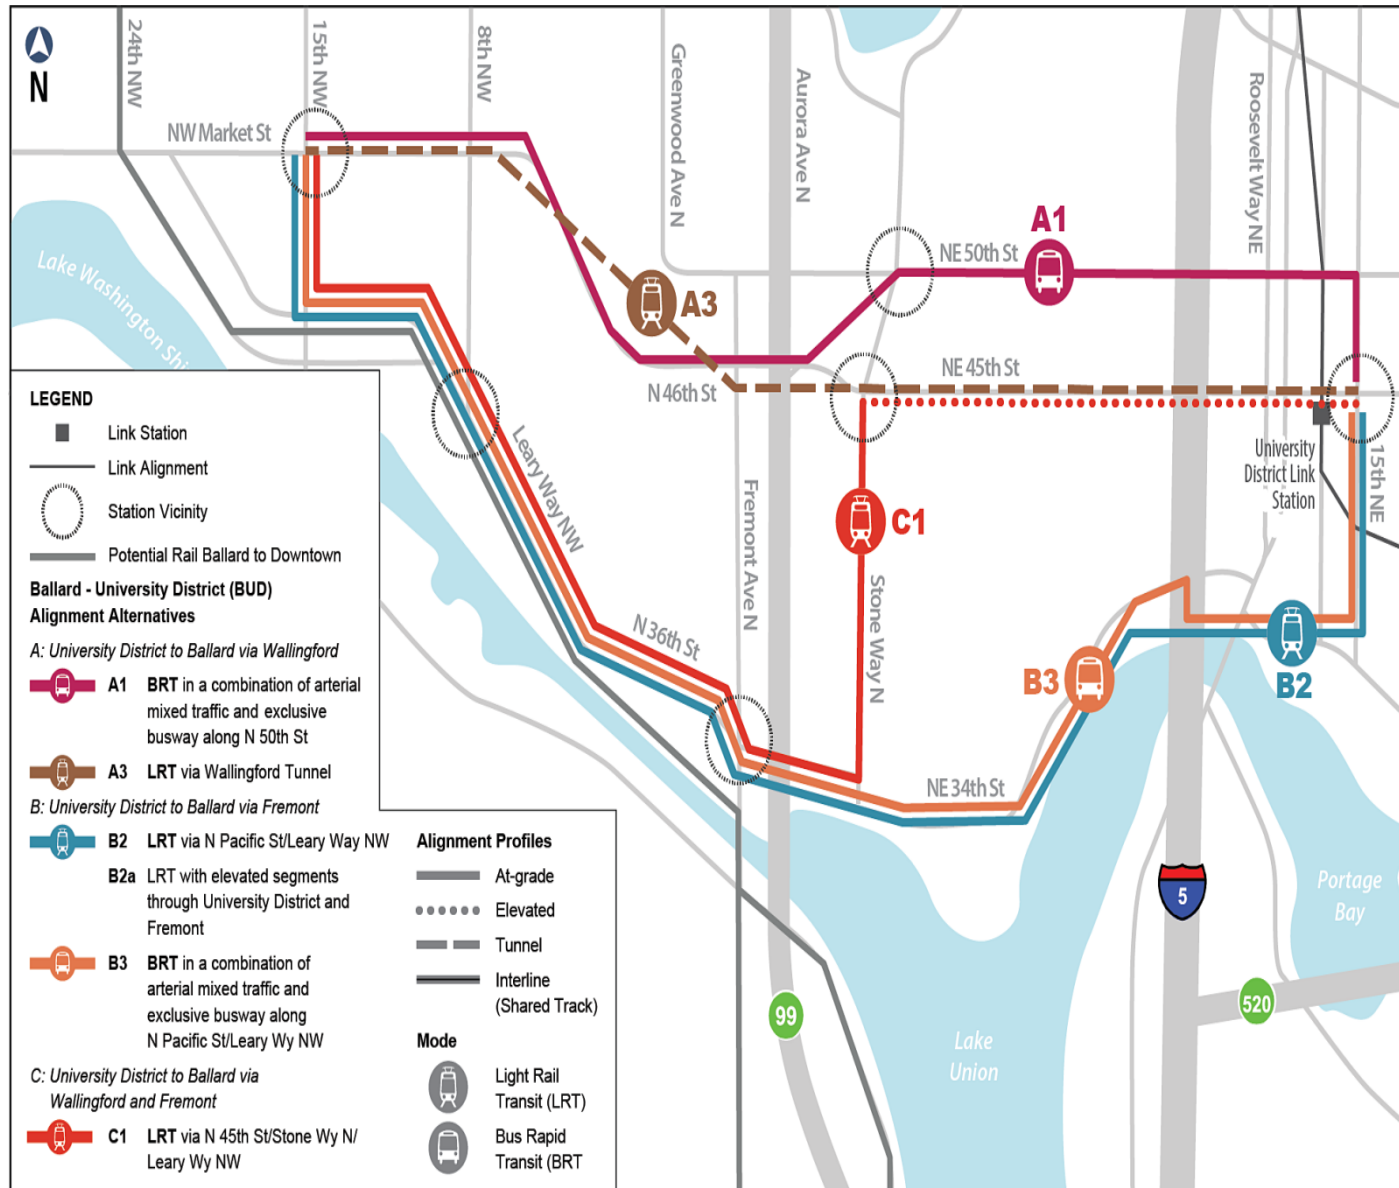 N
24th NW
15th NW
8th NW
Greenwood Ave N
Aurora Ave N
Roosevelt Way NE
NW Market St
A1
NE 50th St
Lake Washington Shi
A3
NE 45th St
N 46th St
University
District Link
Station
15th NE
Leary Way NW
Fremont Ave N
C1
Stone Way N
N 36th St
B3
B2
NE 34th St
5
Portage
Bay
99
520
Lake
Union
LEGEND
Link Station
Link Alignment
Station Vicinity
Potential Rail Ballard to Downtown
Ballard - University District (BUD)
Alignment Alternatives
A: University District to Ballard via Wallingford
A1 BRT in a combination of arterial
mixed traffic and exclusive
busway along N 50th St
A3 LRT via Wallingford Tunnel
B: University District to Ballard via Fremont
B2 LRT via N Pacific St/Leary Way NW
B2a LRT with elevated segments
through University District and
Fremont
B3 BRT in a combination of
arterial mixed traffic and
exclusive busway along
N Pacific St/Leary Wy NW
C: University District to Ballard via
Wallingford and Fremont
C1 LRT via N 45th St/Stone Wy N/
Leary Wy NW
Alignment Profiles
At-grade
Elevated
Tunnel
Interline
(Shared Track)
Mode
Light Rail
Transit (LRT)
Bus Rapid
Transit (BRT